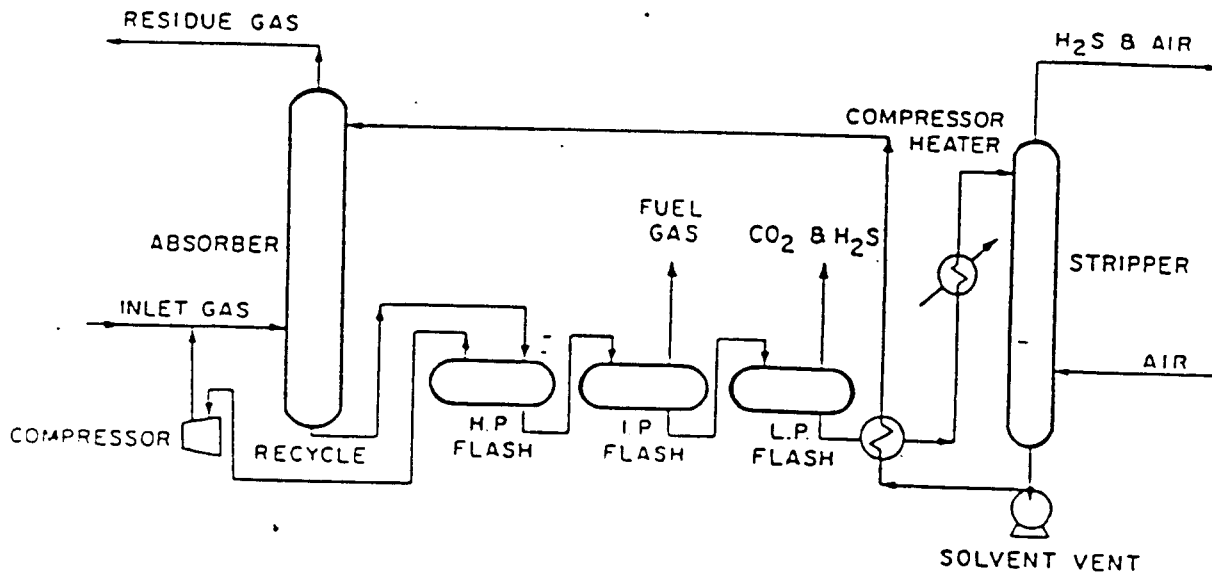 RESIDUE GAS
H2S & AIR
COMPRESSOR
HEATER
FUEL
GAS
CO2 & H2S
ABSORBER
STRIPPER
INLET GAS
AIR
COMPRESSOR
RECYCLE
H.P
FLASH
I.P
FLASH
L.P.
FLASH
SOLVENT VENT